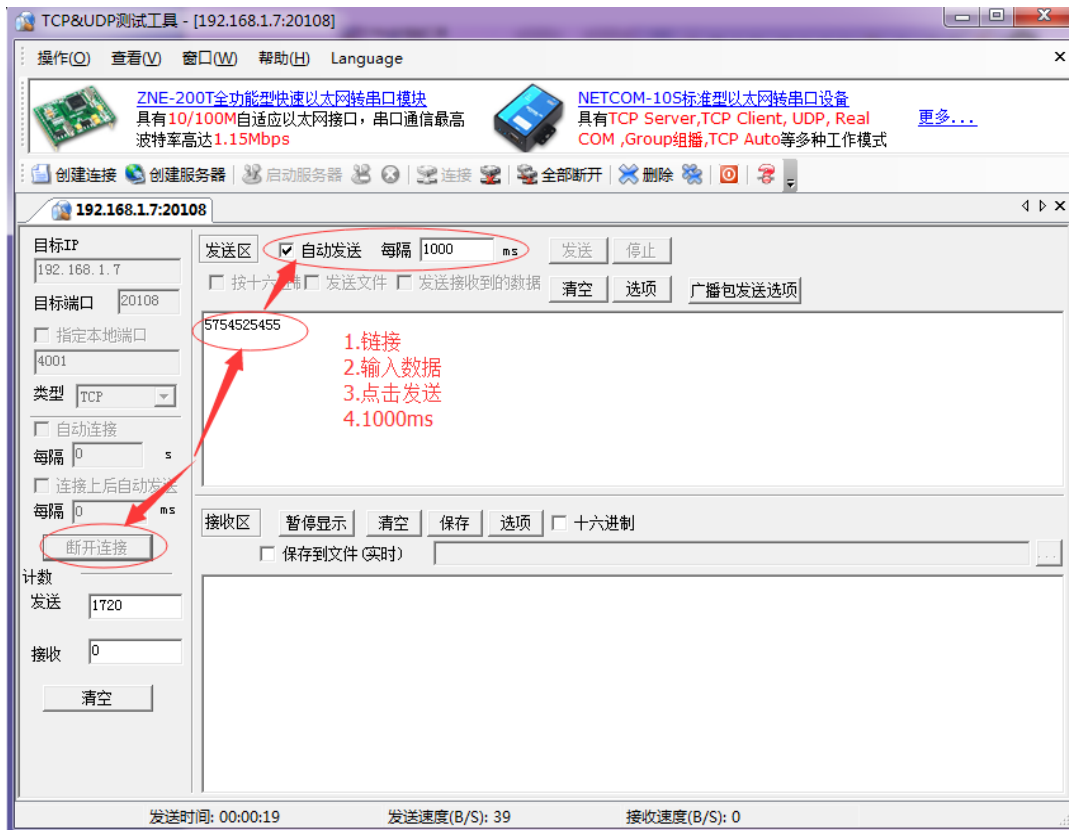 TCP&UDP测试工具 - [192.168.1.7:20108]
操作(O) 查看(V) 窗口(W) 帮助(H) Language
ZNE-200T全功能型快速以太网转串口模块
具有10/100M自适应以太网接口，串口通信最高
波特率高达1.15Mbps
NETCOM-10S标准型以太网转串口设备
具有TCP Server,TCP Client, UDP, Real
COM ,Group组播,TCP Auto等多种工作模式
更多...
创建连接 创建服务器 启动服务器 连接 全部断开 删除
192.168.1.7:20108
目标IP
192.168.1.7
目标端口 20108
指定本地端口
4001
类型 TCP
自动连接
每隔 0 s
连接上后自动发送
每隔 0 ms
断开连接
计数
发送 1720
接收 0
清空
发送区 自动发送 每隔 1000 ms 发送 停止
按十六进制 发送文件 发送接收到的数据 清空 选项 广播包发送选项
5754525455
1.链接
2.输入数据
3.点击发送
4.1000ms
接收区 暂停显示 清空 保存 选项 十六进制
保存到文件(实时) ...
发送时间: 00:00:19 发送速度(B/S): 39 接收速度(B/S): 0